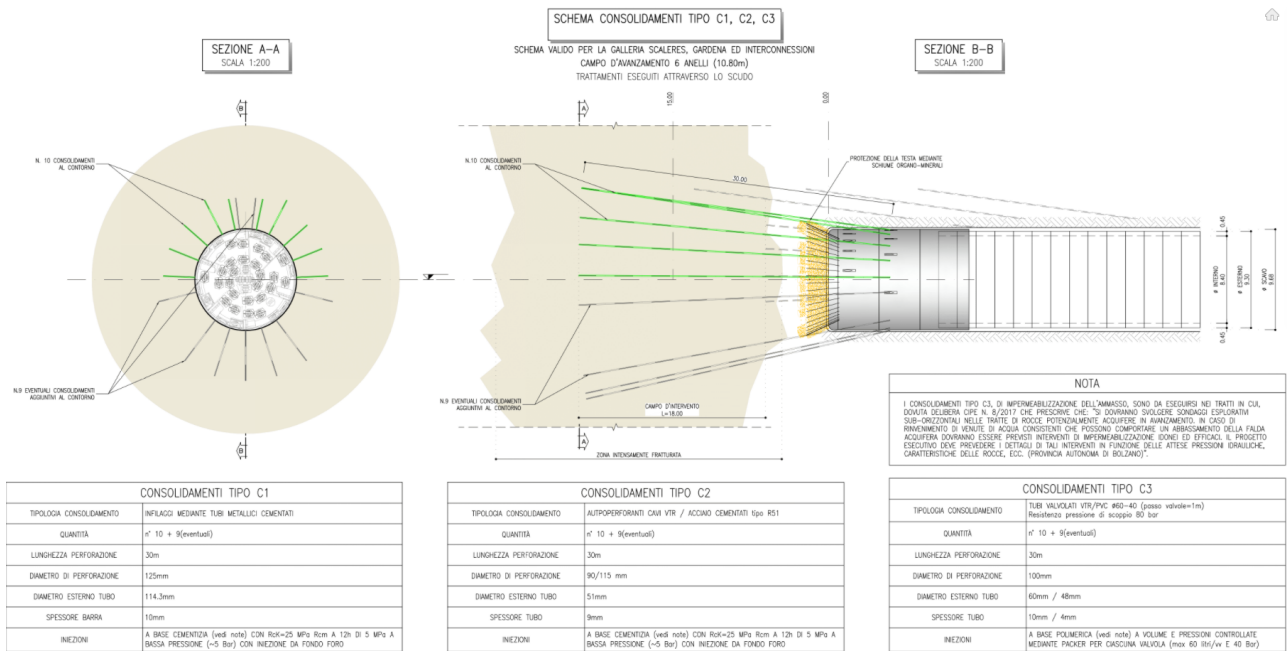 SCHEMA CONSOLIDAMENTI TIPO C1, C2, C3
SCHEMA VALIDO PER LA GALLERIA SCALERES, GARDENA ED INTERCONNESSIONI
CAMPO D'AVANZAMENTO 6 ANELLI (10.80m)
TRATTAMENTI ESEGUITI ATTRAVERSO LO SCUDO
SEZIONE A-A
SCALA 1:200
SEZIONE B-B
SCALA 1:200
B
N. 10 CONSOLIDAMENTI
AL CONTORNO
N.9 EVENTUALI CONSOLIDAMENTI
AGGIUNTIVI AL CONTORNO
B
A
15.00
0.00
N.10 CONSOLIDAMENTI
AL CONTORNO
30.00
PROTEZIONE DELLA TESTA MEDIANTE
SCHIUME ORGANO-MINERALI
0.45
ø INTERNO
8.40
ø ESTERNO
9.30
ø SCAVO
9.68
0.45
N.9 EVENTUALI CONSOLIDAMENTI
AGGIUNTIVI AL CONTORNO
CAMPO D'INTERVENTO
L=18.00
A
ZONA INTENSAMENTE FRATTURATA
NOTA
I CONSOLIDAMENTI TIPO C3, DI IMPERMEABILIZZAZIONE DELL'AMMASSO, SONO DA ESEGUIRSI NEI TRATTI IN CUI,
DOVUTA DELIBERA CIPE N. 8/2017 CHE PRESCRIVE CHE: "SI DOVRANNO SVOLGERE SONDAGGI ESPLORATIVI
SUB-ORIZZONTALI NELLE TRATTE DI ROCCE POTENZIALMENTE ACQUIFERE IN AVANZAMENTO. IN CASO DI
RINVENIMENTO DI VENUTE DI ACQUA CONSISTENTI CHE POSSONO COMPORTARE UN ABBASSAMENTO DELLA FALDA
ACQUIFERA DOVRANNO ESSERE PREVISTI INTERVENTI DI IMPERMEABILIZZAZIONE IDONEI ED EFFICACI. IL PROGETTO
ESECUTIVO DEVE PREVEDERE I DETTAGLI DI TALI INTERVENTI IN FUNZIONE DELLE ATTESE PRESSIONI IDRAULICHE,
CARATTERISTICHE DELLE ROCCE, ECC. (PROVINCIA AUTONOMA DI BOLZANO)".
CONSOLIDAMENTI TIPO C1
TIPOLOGIA CONSOLIDAMENTO INFILAGGI MEDIANTE TUBI METALLICI CEMENTATI
QUANTITÀ n° 10 + 9(eventuali)
LUNGHEZZA PERFORAZIONE 30m
DIAMETRO DI PERFORAZIONE 125mm
DIAMETRO ESTERNO TUBO 114.3mm
SPESSORE BARRA 10mm
INIEZIONI A BASE CEMENTIZIA (vedi note) CON RcK=25 MPa Rcm A 12h DI 5 MPa A
BASSA PRESSIONE (~5 Bar) CON INIEZIONE DA FONDO FORO
CONSOLIDAMENTI TIPO C2
TIPOLOGIA CONSOLIDAMENTO AUTPOPERFORANTI CAVI VTR / ACCIAIO CEMENTATI tipo R51
QUANTITÀ n° 10 + 9(eventuali)
LUNGHEZZA PERFORAZIONE 30m
DIAMETRO DI PERFORAZIONE 90/115 mm
DIAMETRO ESTERNO TUBO 51mm
SPESSORE TUBO 9mm
INIEZIONI A BASE CEMENTIZIA (vedi note) CON RcK=25 MPa Rcm A 12h DI 5 MPa A
BASSA PRESSIONE (~5 Bar) CON INIEZIONE DA FONDO FORO
CONSOLIDAMENTI TIPO C3
TIPOLOGIA CONSOLIDAMENTO TUBI VALVOLATI VTR/PVC ø60-40 (passo valvole=1m)
Resistenza pressione di scoppio 80 bar
QUANTITÀ n° 10 + 9(eventuali)
LUNGHEZZA PERFORAZIONE 30m
DIAMETRO DI PERFORAZIONE 100mm
DIAMETRO ESTERNO TUBO 60mm / 48mm
SPESSORE TUBO 10mm / 4mm
INIEZIONI A BASE POLIMERICA (vedi note) A VOLUME E PRESSIONI CONTROLLATE
MEDIANTE PACKER PER CIASCUNA VALVOLA (max 60 litri/vv E 40 Bar)